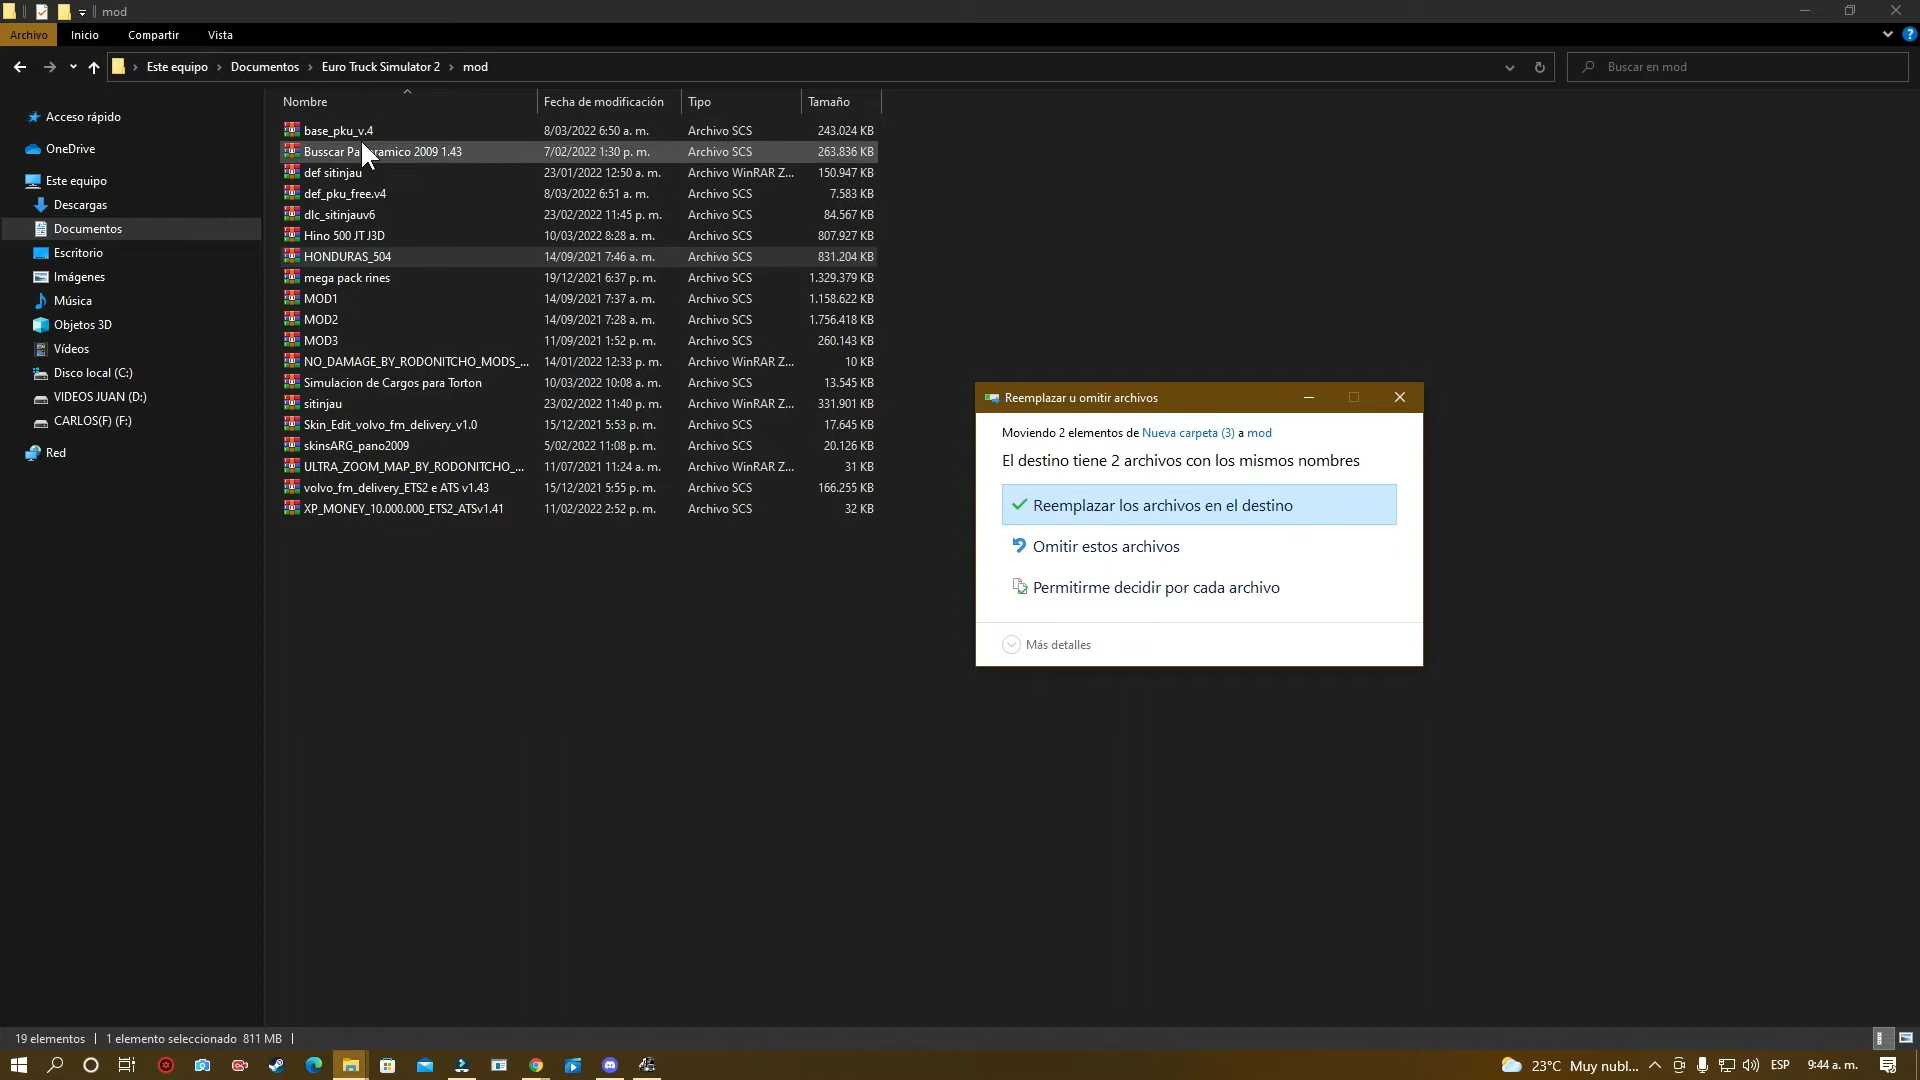 mod
Archivo Inicio Compartir Vista
Este equipo Documentos Euro Truck Simulator 2 mod
Buscar en mod
Acceso rápido
OneDrive
Este equipo
Descargas
Documentos
Escritorio
Imágenes
Música
Objetos 3D
Vídeos
Disco local (C:)
VIDEOS JUAN (D:)
CARLOS(F) (F:)
Red
Nombre Fecha de modificación Tipo Tamaño
base_pku_v.4 8/03/2022 6:50 a. m. Archivo SCS 243.024 KB
Busscar Pa ramico 2009 1.43 7/02/2022 1:30 p. m. Archivo SCS 263.836 KB
def sitinjau 23/01/2022 12:50 a. m. Archivo WinRAR Z... 150.947 KB
def_pku_free.v4 8/03/2022 6:51 a. m. Archivo SCS 7.583 KB
dlc_sitinjauv6 23/02/2022 11:45 p. m. Archivo SCS 84.567 KB
Hino 500 JT J3D 10/03/2022 8:28 a. m. Archivo SCS 807.927 KB
HONDURAS_504 14/09/2021 7:46 a. m. Archivo SCS 831.204 KB
mega pack rines 19/12/2021 6:37 p. m. Archivo SCS 1.329.379 KB
MOD1 14/09/2021 7:37 a. m. Archivo SCS 1.158.622 KB
MOD2 14/09/2021 7:28 a. m. Archivo SCS 1.756.418 KB
MOD3 11/09/2021 1:52 p. m. Archivo SCS 260.143 KB
NO_DAMAGE_BY_RODONITCHO_MODS_... 14/01/2022 12:33 p. m. Archivo WinRAR Z... 10 KB
Simulacion de Cargos para Torton 10/03/2022 10:08 a. m. Archivo SCS 13.545 KB
sitinjau 23/02/2022 11:40 p. m. Archivo WinRAR Z... 331.901 KB
Skin_Edit_volvo_fm_delivery_v1.0 15/12/2021 5:53 p. m. Archivo SCS 17.645 KB
skinsARG_pano2009 5/02/2022 11:08 p. m. Archivo SCS 20.126 KB
ULTRA_ZOOM_MAP_BY_RODONITCHO_... 11/07/2021 11:24 a. m. Archivo WinRAR Z... 31 KB
volvo_fm_delivery_ETS2 e ATS v1.43 15/12/2021 5:55 p. m. Archivo SCS 166.255 KB
XP_MONEY_10.000.000_ETS2_ATSv1.41 11/02/2022 2:52 p. m. Archivo SCS 32 KB
Reemplazar u omitir archivos
Moviendo 2 elementos de Nueva carpeta (3) a mod
El destino tiene 2 archivos con los mismos nombres
Reemplazar los archivos en el destino
Omitir estos archivos
Permitirme decidir por cada archivo
Más detalles
19 elementos 1 elemento seleccionado 811 MB
23°C Muy nubl... ESP 9:44 a. m.